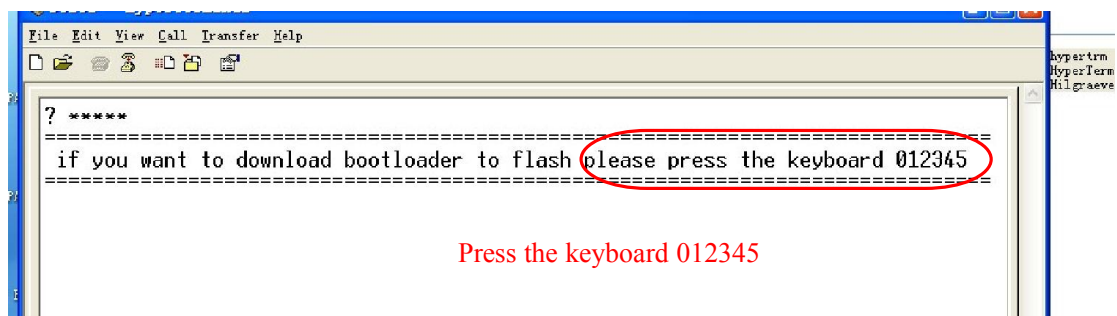 File Edit View Call Transfer Help
hypertrm
HyperTerm
Hilgraeve
? *****
==========================================================================
if you want to download bootloader to flash please press the keyboard 012345
==========================================================================
Press the keyboard 012345